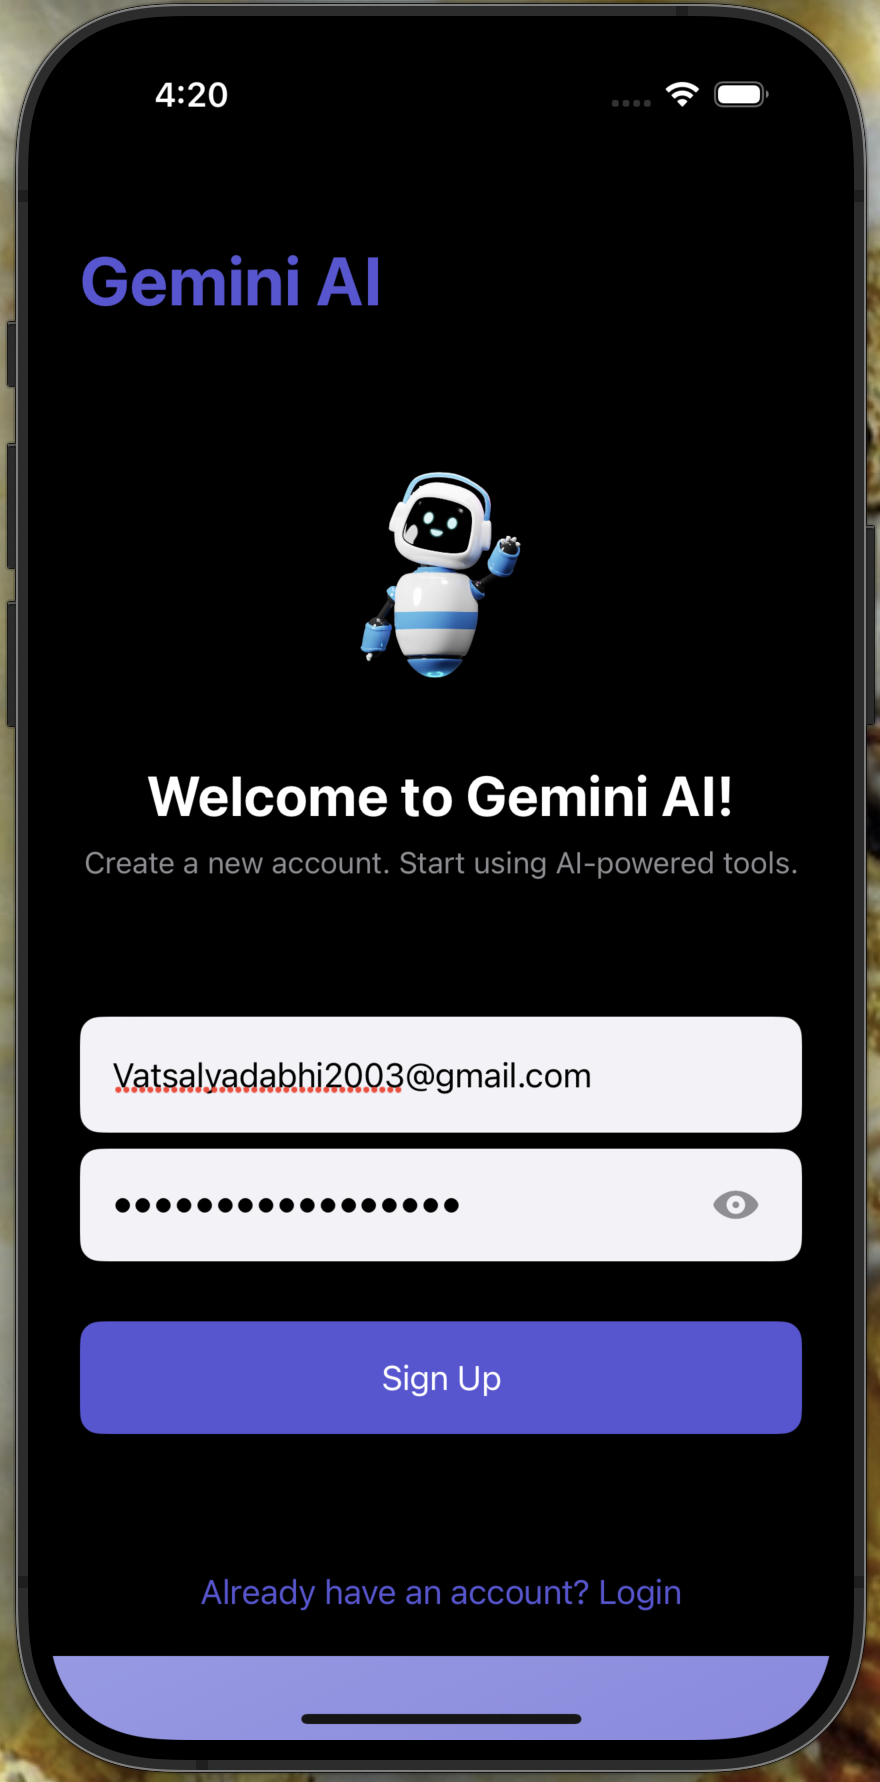 4:20
Gemini AI
Welcome to Gemini AI!
Create a new account. Start using AI-powered tools.
Vatsalyadabhi2003@gmail.com
●●●●●●●●●●●●●●●●●
Sign Up
Already have an account? Login